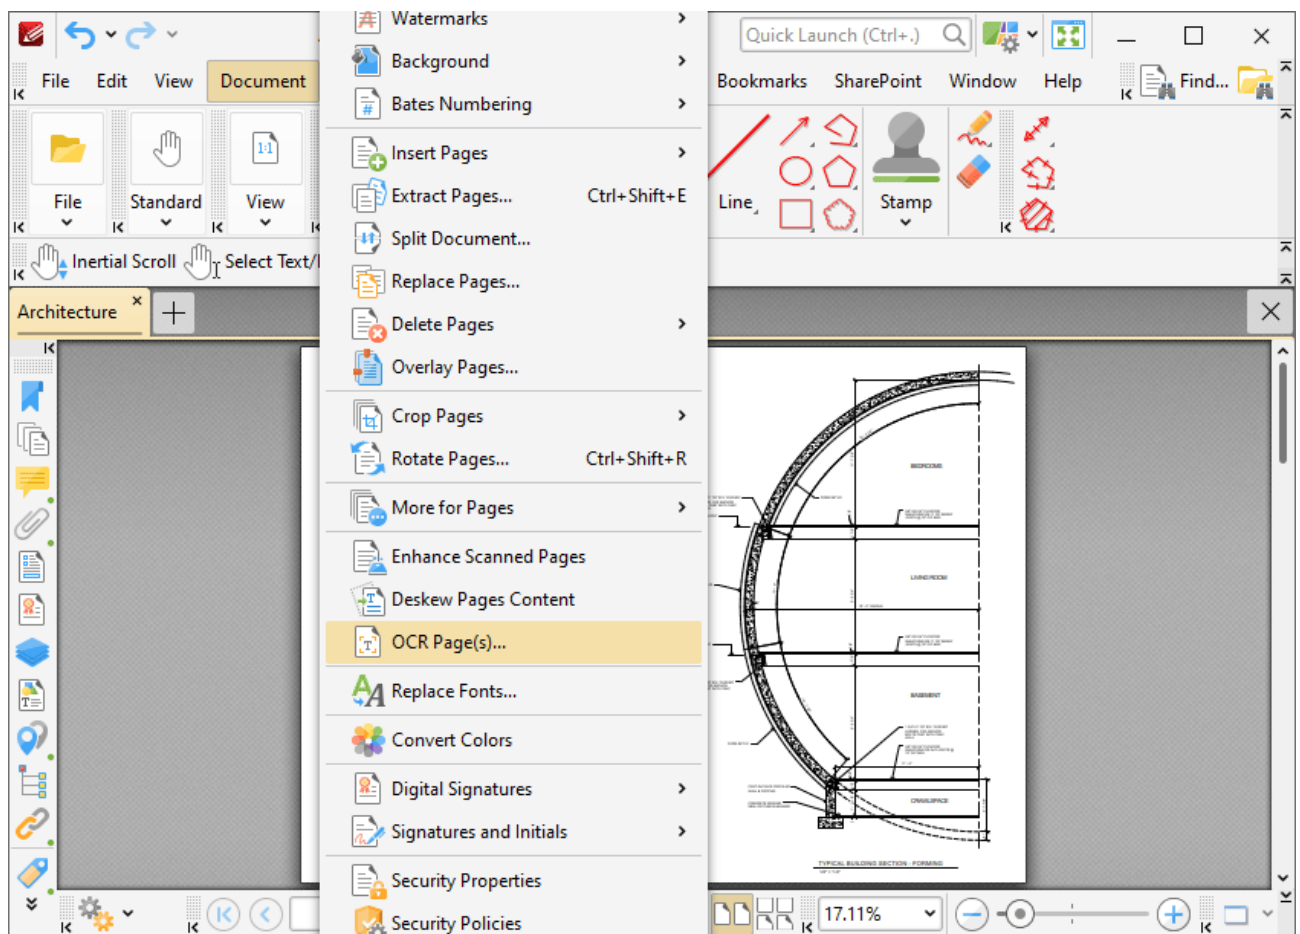 Quick Launch (Ctrl+.)
File
Edit
View
Document
Bookmarks
SharePoint
Window
Help
Find...
File
Standard
1:1
View
Line
Stamp
Inertial Scroll
Select Text/
Architecture
Watermarks
Background
Bates Numbering
Insert Pages
Extract Pages... Ctrl+Shift+E
Split Document...
Replace Pages...
Delete Pages
Overlay Pages...
Crop Pages
Rotate Pages... Ctrl+Shift+R
More for Pages
Enhance Scanned Pages
Deskew Pages Content
OCR Page(s)...
Replace Fonts...
Convert Colors
Digital Signatures
Signatures and Initials
Security Properties
Security Policies
BEDROOMS
LIVING ROOM
BASEMENT
CRAWLSPACE
TYPICAL BUILDING SECTION - FORMING
17.11%